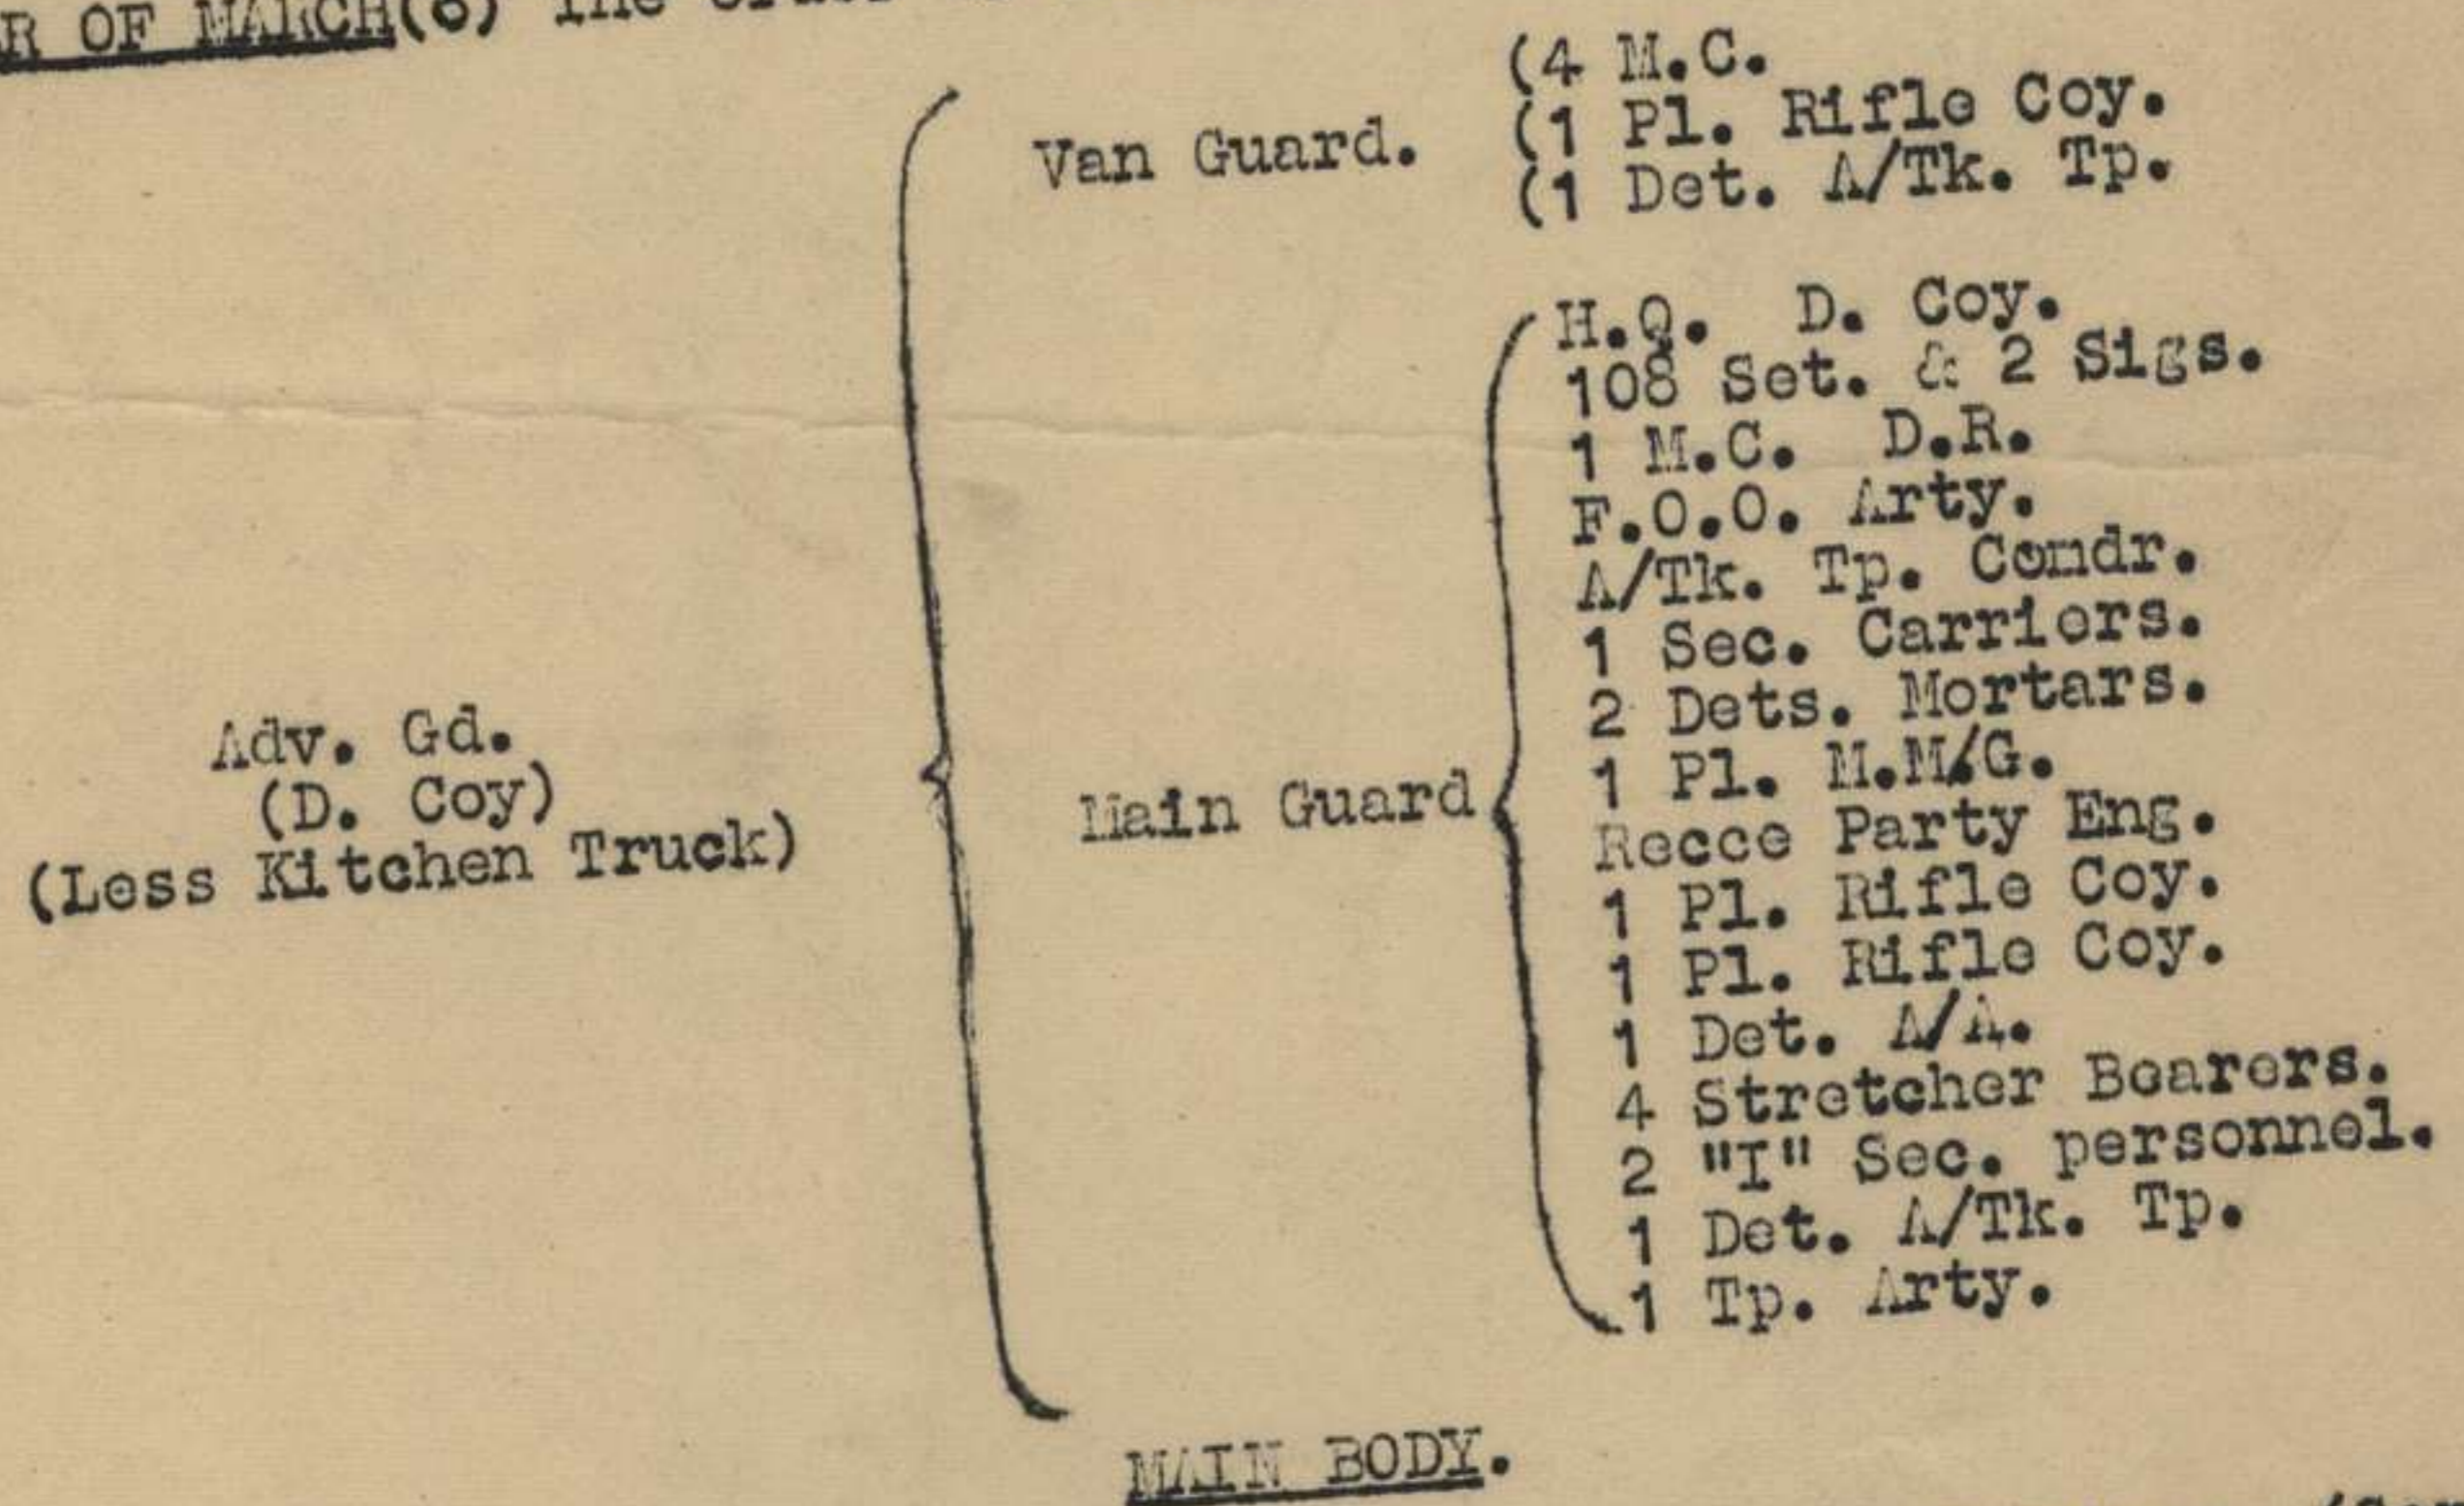 R OF MARCH(6) The
(4 M.C.
Van Guard. (1 Pl. Rifle Coy.
(1 Det. A/Tk. Tp.
H.Q. D. Coy.
108 Set. & 2 Sigs.
1 M.C. D.R.
F.O.O. Arty.
A/Tk. Tp. Comdr.
1 Sec. Carriers.
2 Dets. Mortars.
Adv. Gd.
(D. Coy)
(Less Kitchen Truck)
Main Guard
1 Pl. M.M/G.
Recce Party Eng.
1 Pl. Rifle Coy.
1 Pl. Rifle Coy.
1 Det. A/A.
4 Stretcher Bearers.
2 "I" Sec. personnel.
1 Det. A/Tk. Tp.
1 Tp. Arty.
MAIN BODY.